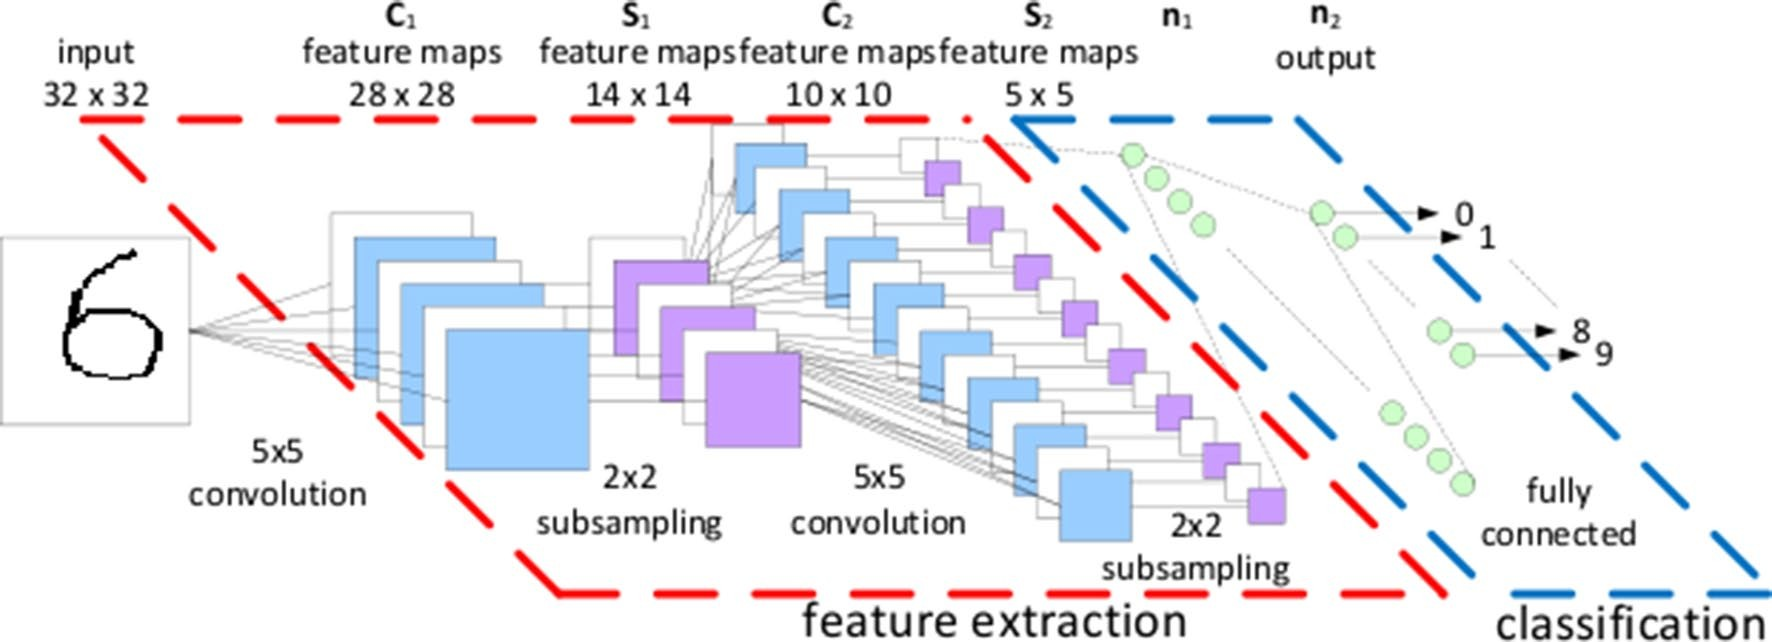 C₁ S₁ C₂ S₂ n₁ n₂
input feature maps feature maps feature maps feature maps output
32 x 32 28 x 28 14 x 14 10 x 10 5 x 5
0
1
6
8
9
5x5
convolution
2x2
subsampling
5x5
convolution
2x2
subsampling
fully
connected
feature extraction
classification